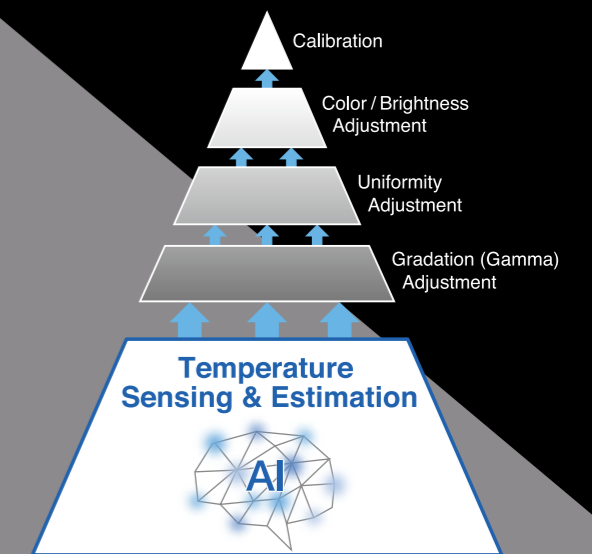 Calibration
Color / Brightness
Adjustment
Uniformity
Adjustment
Gradation (Gamma)
Adjustment
Temperature
Sensing & Estimation
AI